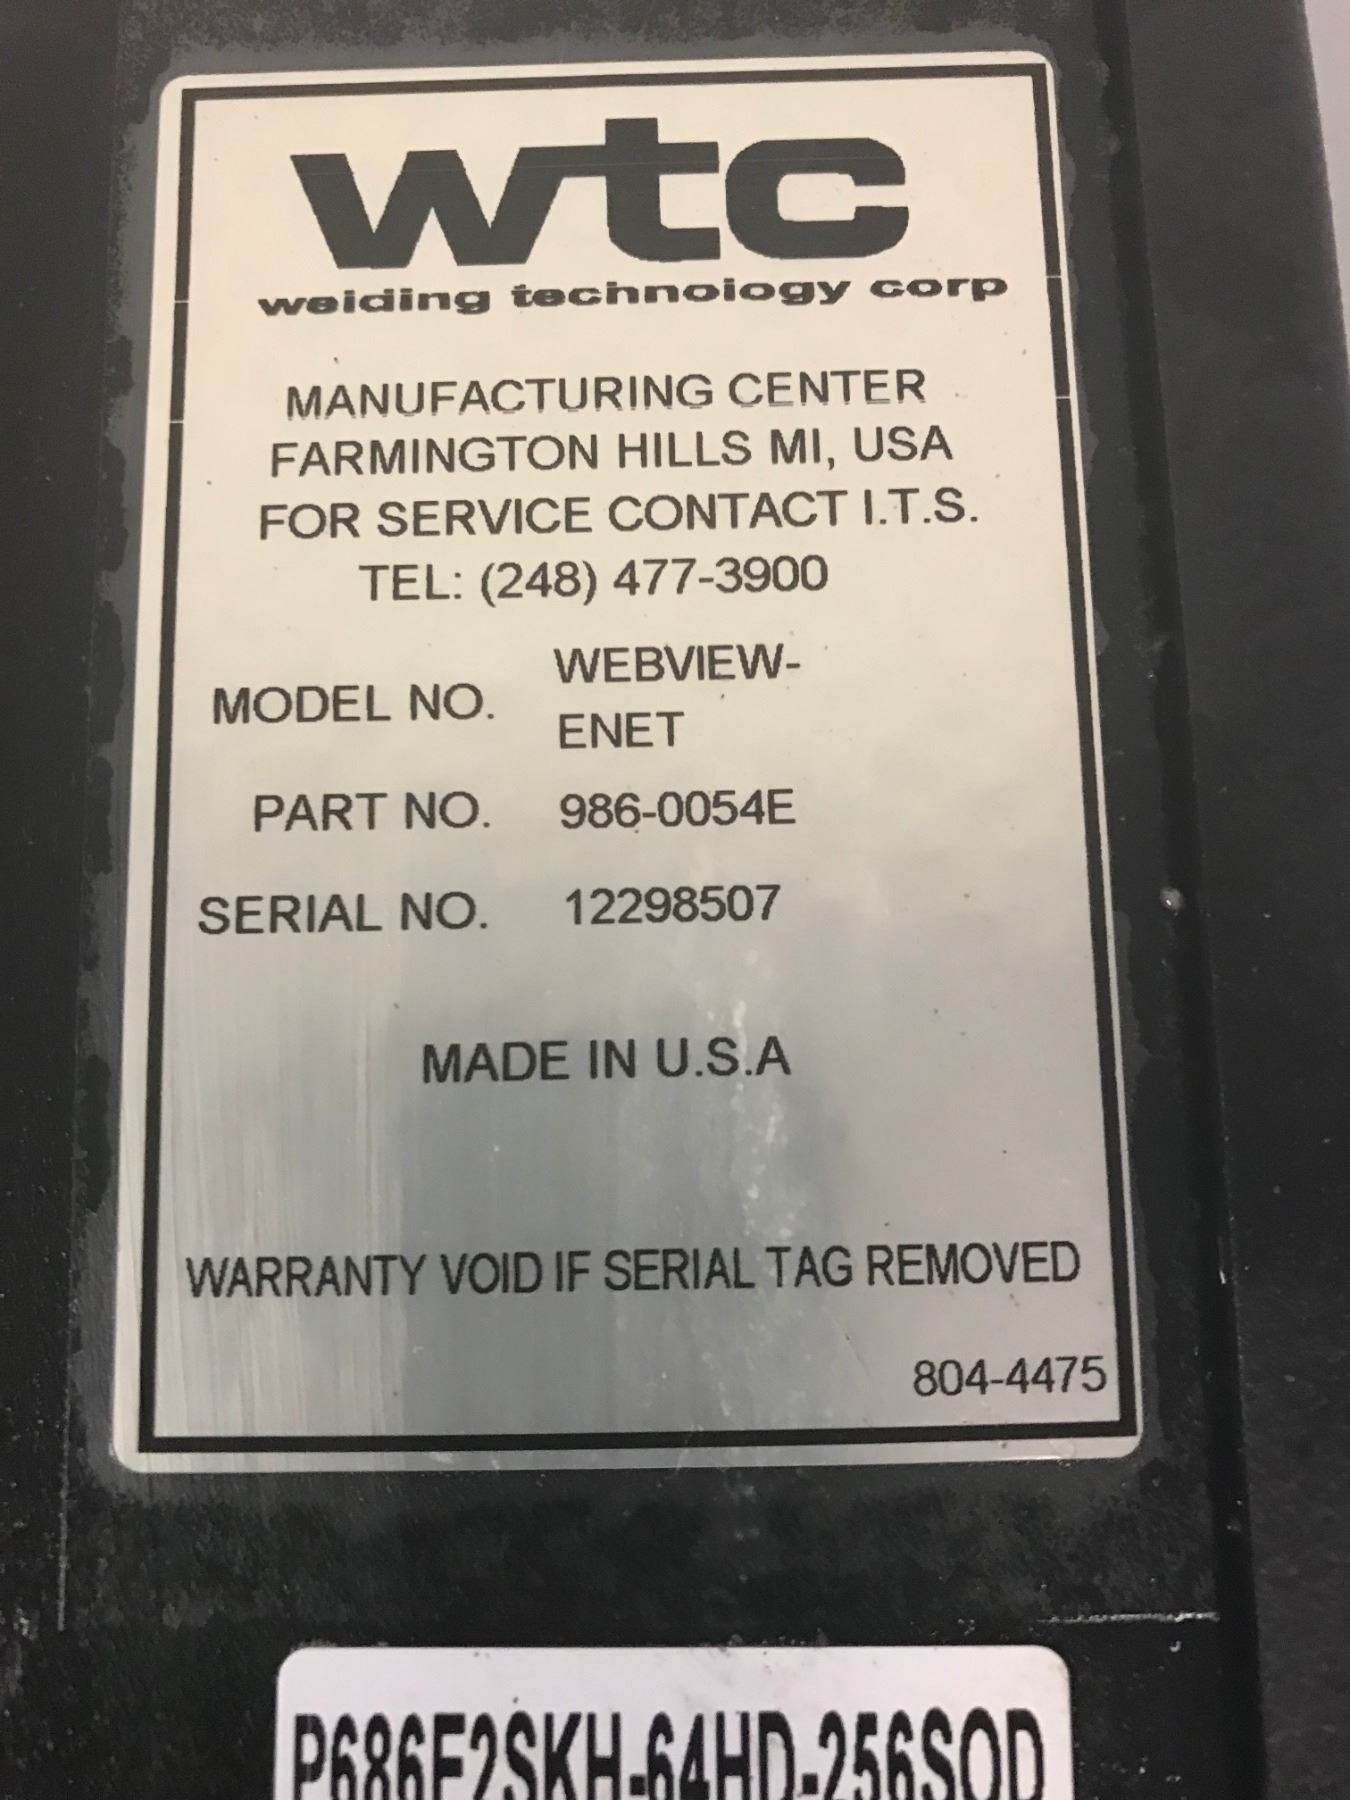 wtc
welding technology corp
MANUFACTURING CENTER
FARMINGTON HILLS MI, USA
FOR SERVICE CONTACT I.T.S.
TEL: (248) 477-3900
MODEL NO. WEBVIEW-
ENET
PART NO. 986-0054E
SERIAL NO. 12298507
MADE IN U.S.A
WARRANTY VOID IF SERIAL TAG REMOVED
804-4475
P686F2SKH-64HD-256SOD